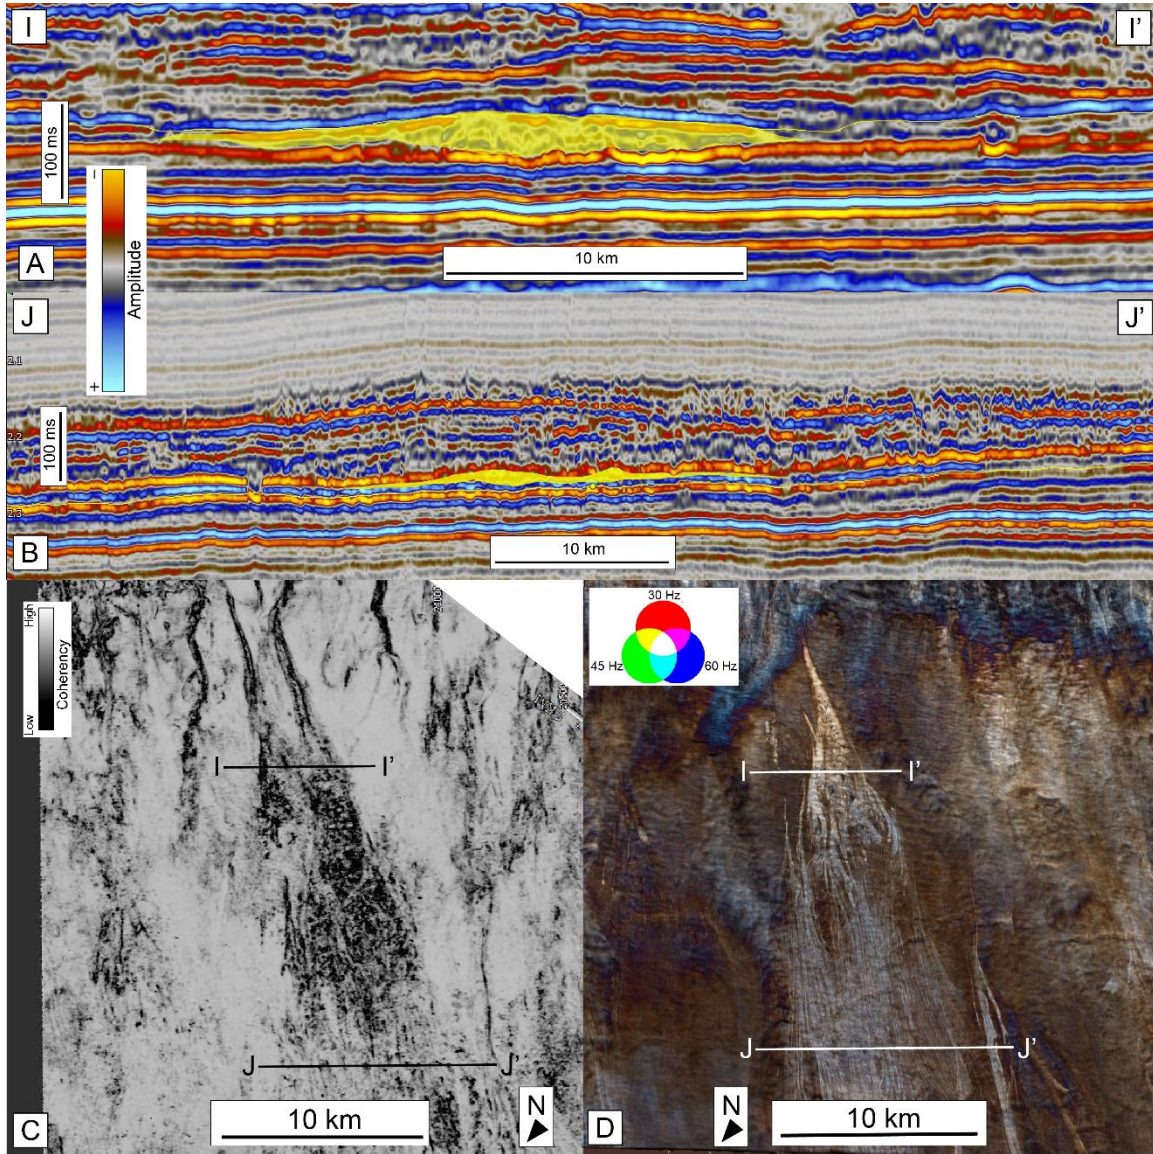 I
I'
100 ms
–
Amplitude
+
A
10 km
J
J'
2.1
100 ms
2.2
2.3
B
10 km
High
Coherency
Low
30 Hz
45 Hz
60 Hz
I
I'
I
I'
J
J'
J
J'
C
10 km
N
D
10 km
N